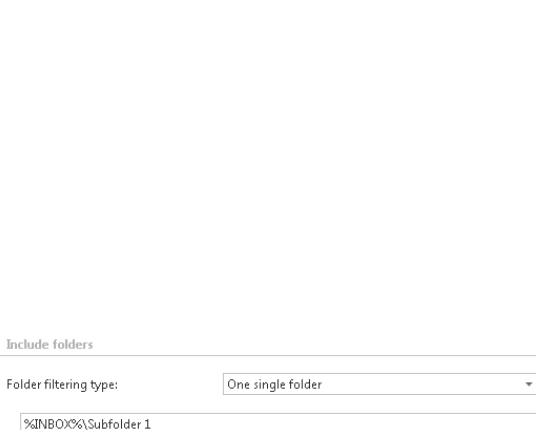 Include folders
Folder filtering type:
One single folder
%INBOX%\Subfolder 1